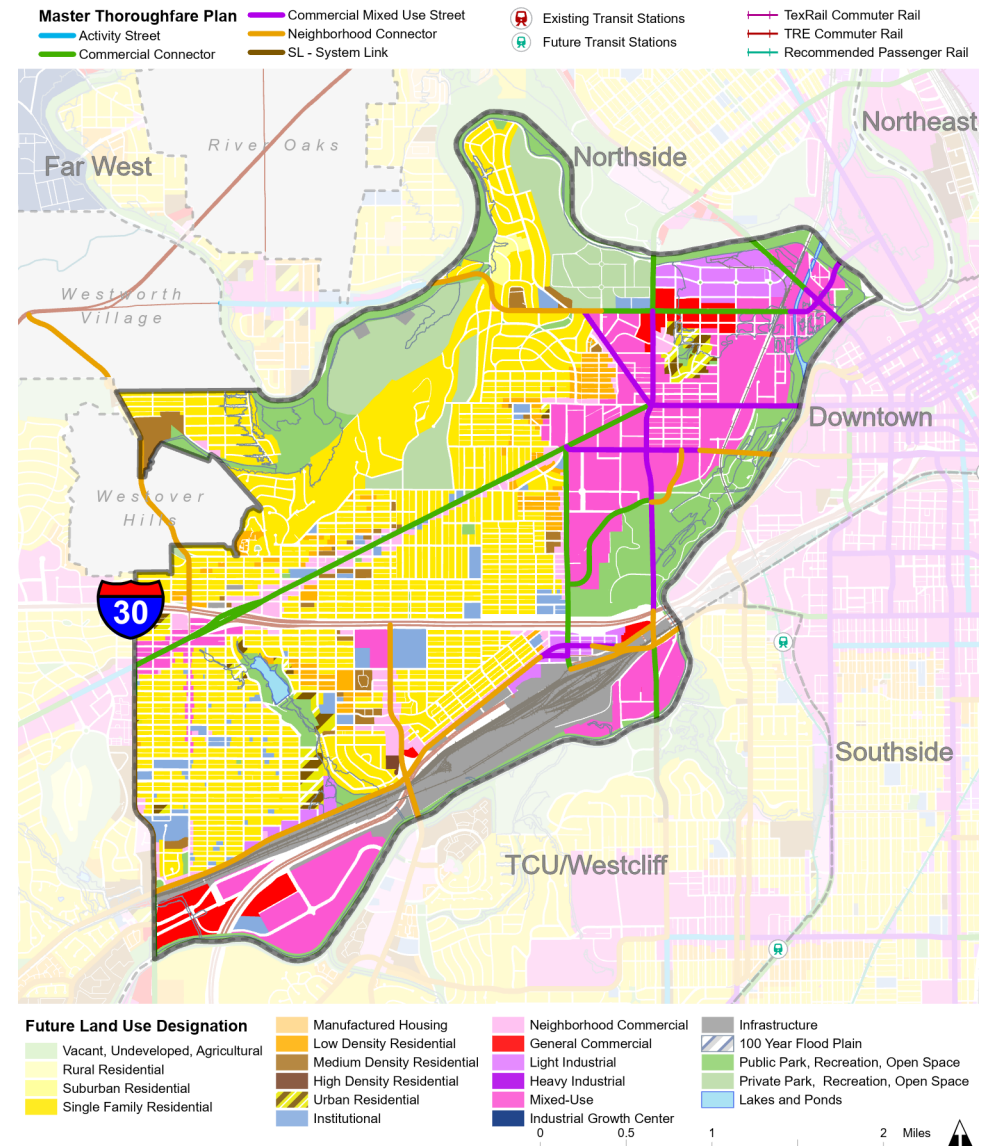 Master Thoroughfare Plan
Activity Street
Commercial Connector
Commercial Mixed Use Street
Neighborhood Connector
SL - System Link
Existing Transit Stations
Future Transit Stations
TexRail Commuter Rail
TRE Commuter Rail
Recommended Passenger Rail
Northeast
Far West
River Oaks
Northside
Westworth
Village
Downtown
Westover
Hills
30
Southside
TCU/Westcliff
Future Land Use Designation
Vacant, Undeveloped, Agricultural
Rural Residential
Suburban Residential
Single Family Residential
Manufactured Housing
Low Density Residential
Medium Density Residential
High Density Residential
Urban Residential
Institutional
Neighborhood Commercial
General Commercial
Light Industrial
Heavy Industrial
Mixed-Use
Industrial Growth Center
Infrastructure
100 Year Flood Plain
Public Park, Recreation, Open Space
Private Park, Recreation, Open Space
Lakes and Ponds
0 0.5 1 2 Miles